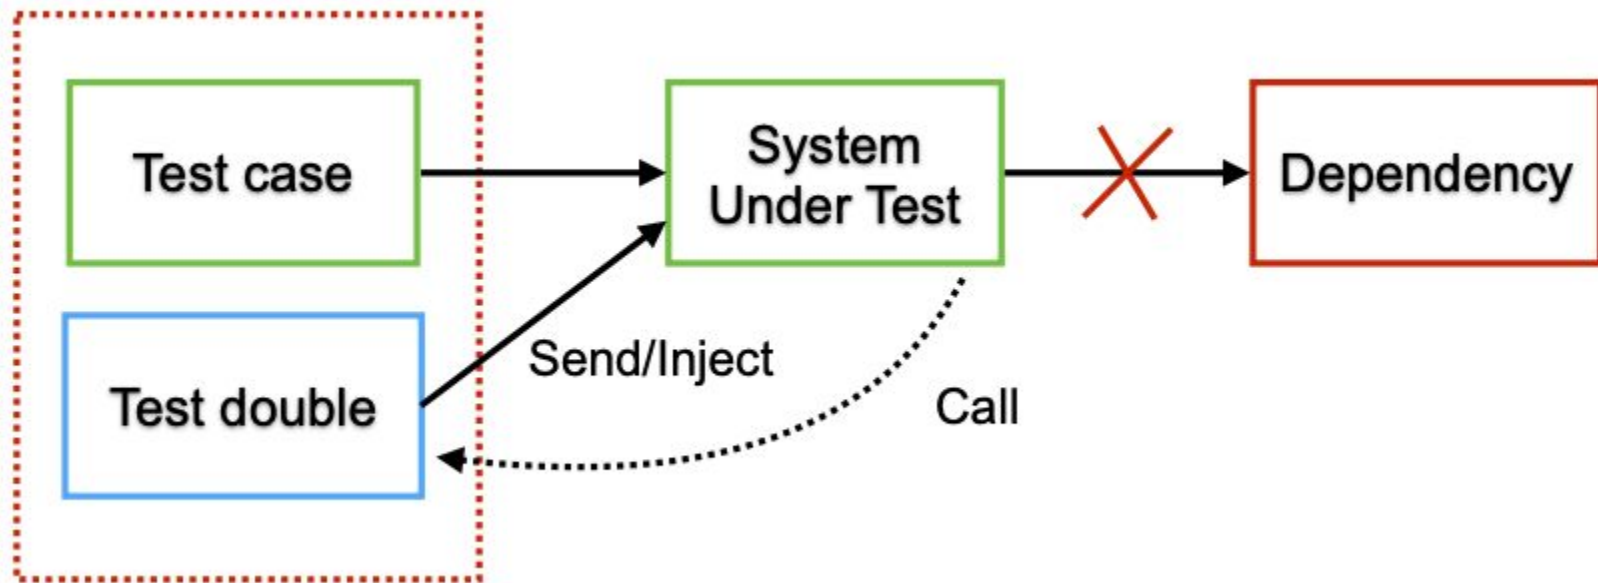 Test case
System
Under Test
Dependency
Send/Inject
Test double
Call